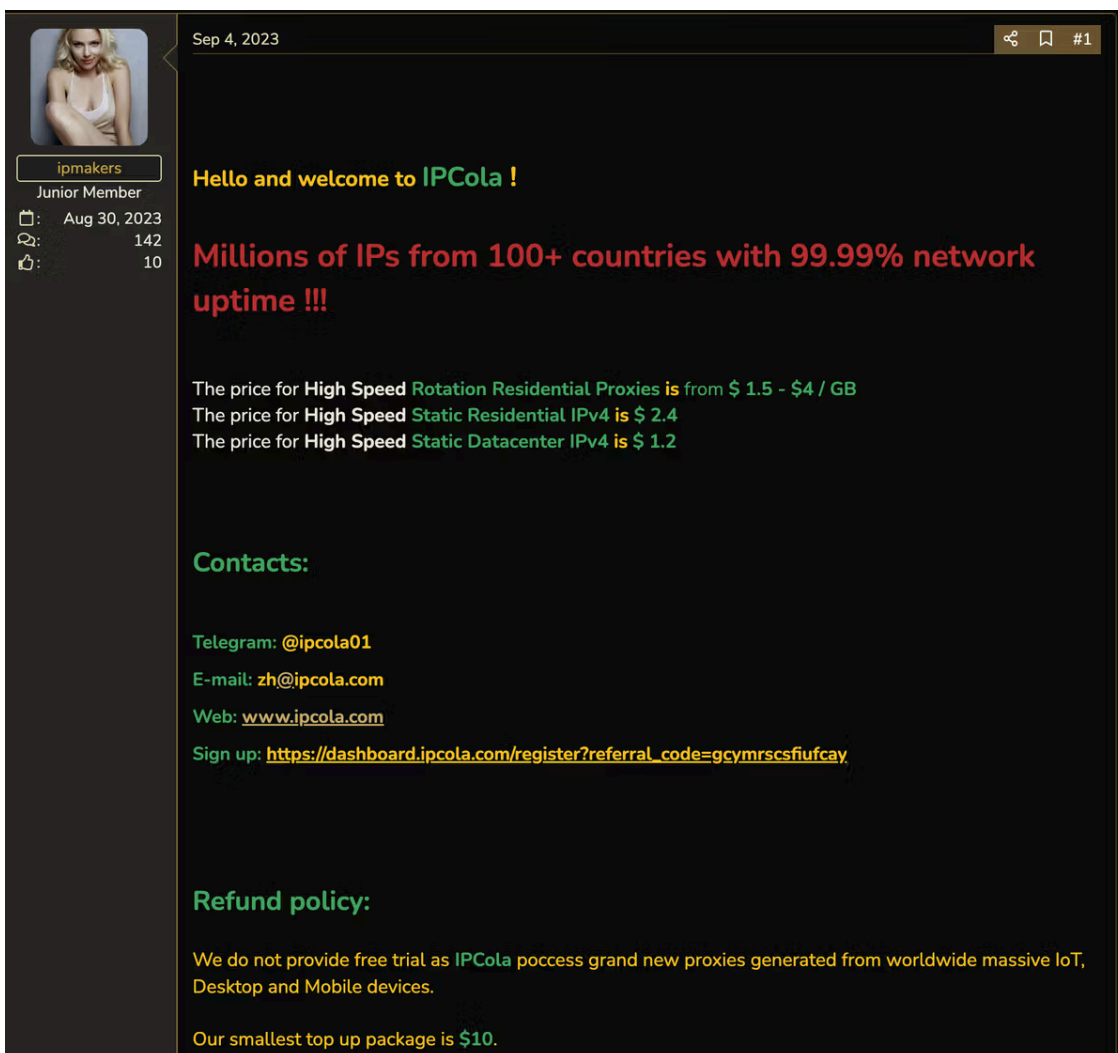 Sep 4, 2023
#1
ipmakers
Junior Member
: Aug 30, 2023
: 142
: 10
Hello and welcome to IPCola !
Millions of IPs from 100+ countries with 99.99% network
uptime !!!
The price for High Speed Rotation Residential Proxies is from $ 1.5 - $4 / GB
The price for High Speed Static Residential IPv4 is $ 2.4
The price for High Speed Static Datacenter IPv4 is $ 1.2
Contacts:
Telegram: @ipcola01
E-mail: zh@ipcola.com
Web: www.ipcola.com
Sign up: https://dashboard.ipcola.com/register?referral_code=gcymrscsfiufcay
Refund policy:
We do not provide free trial as IPCola poccess grand new proxies generated from worldwide massive IoT,
Desktop and Mobile devices.
Our smallest top up package is $10.